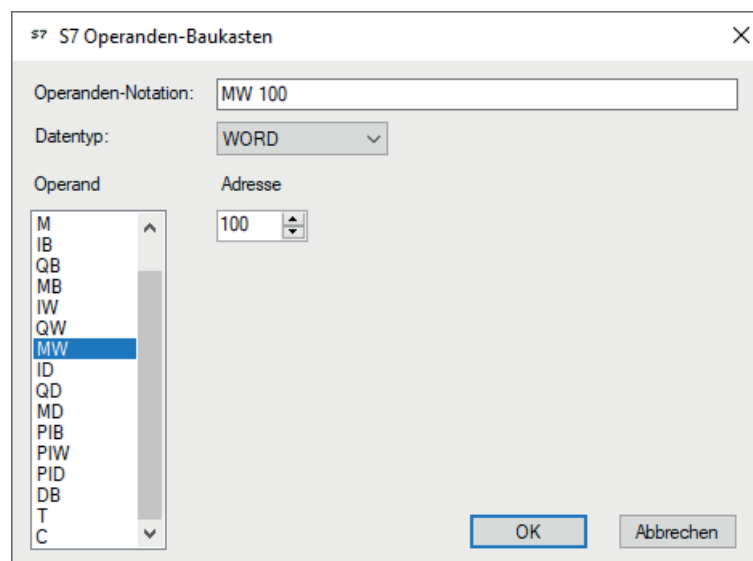 S7 S7 Operanden-Baukasten
Operanden-Notation: MW 100
Datentyp: WORD
Operand Adresse
100
M
IB
QB
MB
IW
QW
MW
ID
QD
MD
PIB
PIW
PID
DB
T
C
OK Abbrechen